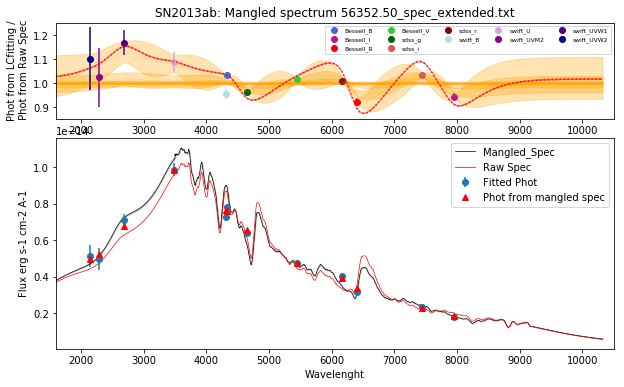 SN2013ab: Mangled spectrum 56352.50_spec_extended.txt
Phot from LCfitting /
Phot from Raw Spec
1.2
1.1
1.0
0.9
Bessell_B
Bessell_I
Bessell_R
Bessell_V
sdss_g
sdss_i
sdss_r
swift_B
swift_U
swift_UVM2
swift_UVW1
swift_UVW2
2000 3000 4000 5000 6000 7000 8000 9000 10000
1e−14
Flux erg s-1 cm-2 A-1
1.0
0.8
0.6
0.4
0.2
Mangled_Spec
Raw Spec
Fitted Phot
Phot from mangled spec
2000 3000 4000 5000 6000 7000 8000 9000 10000
Wavelenght